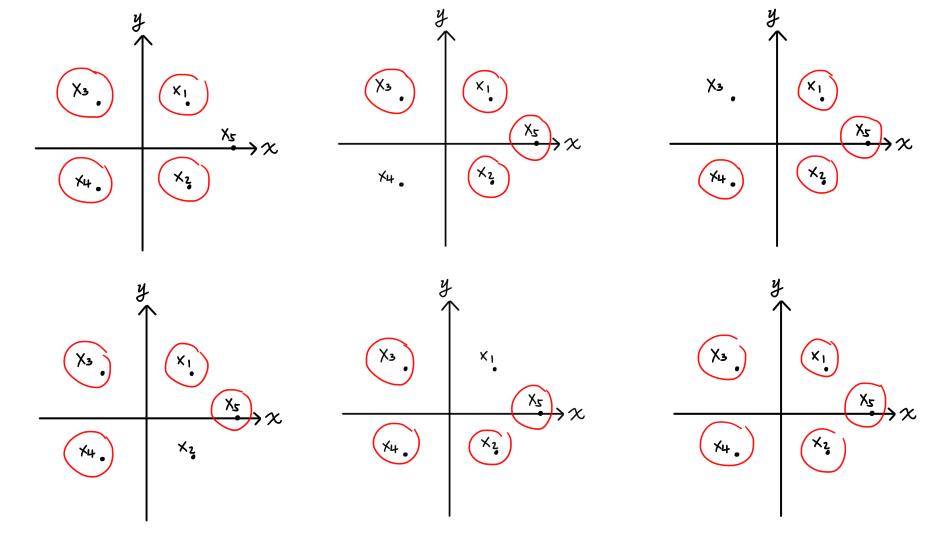 y
x₃ x₁
x₅ x
x₄ x₂
y
x₃ x₁
x₅ x
x₄ x₂
y
x₃ x₁
x₅ x
x₄ x₂
y
x₃ x₁
x₅ x
x₄ x₂
y
x₃ x₁
x₅ x
x₄ x₂
y
x₃ x₁
x₅ x
x₄ x₂